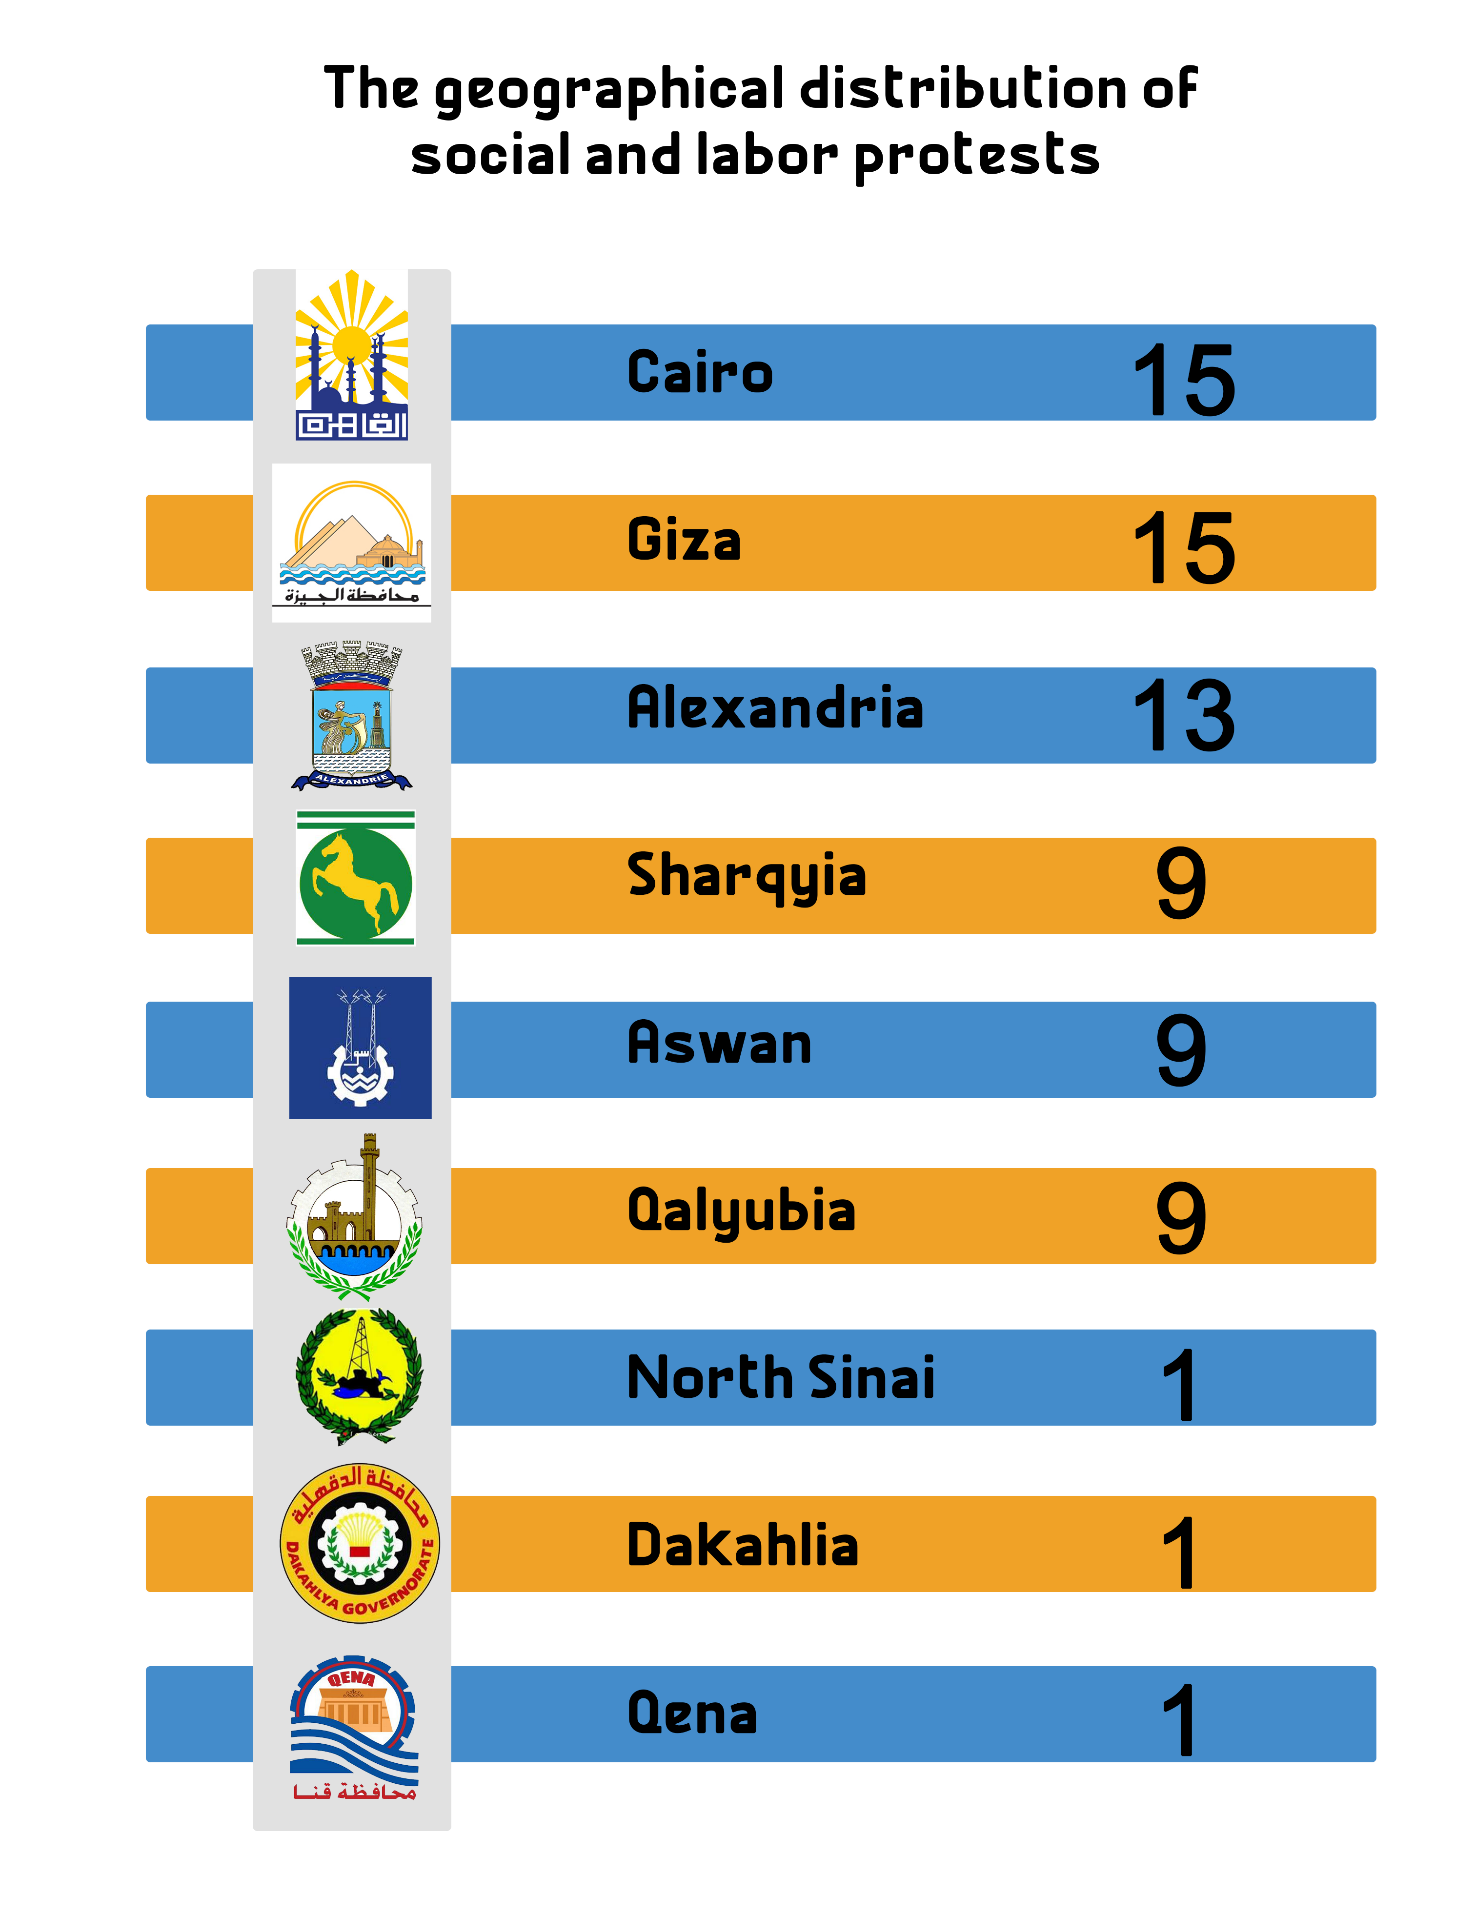 The geographical distribution of
social and labor protests
القاهرة
Cairo 15
محافظة الجيزة
Giza 15
Alexandria 13
ALEXANDRIE
Sharqyia 9
Aswan 9
Qalyubia 9
North Sinai 1
محافظة الدقهلية
DAKAHLYA GOVERNORATE
Dakahlia 1
QENA
Qena 1
محافظة قنا